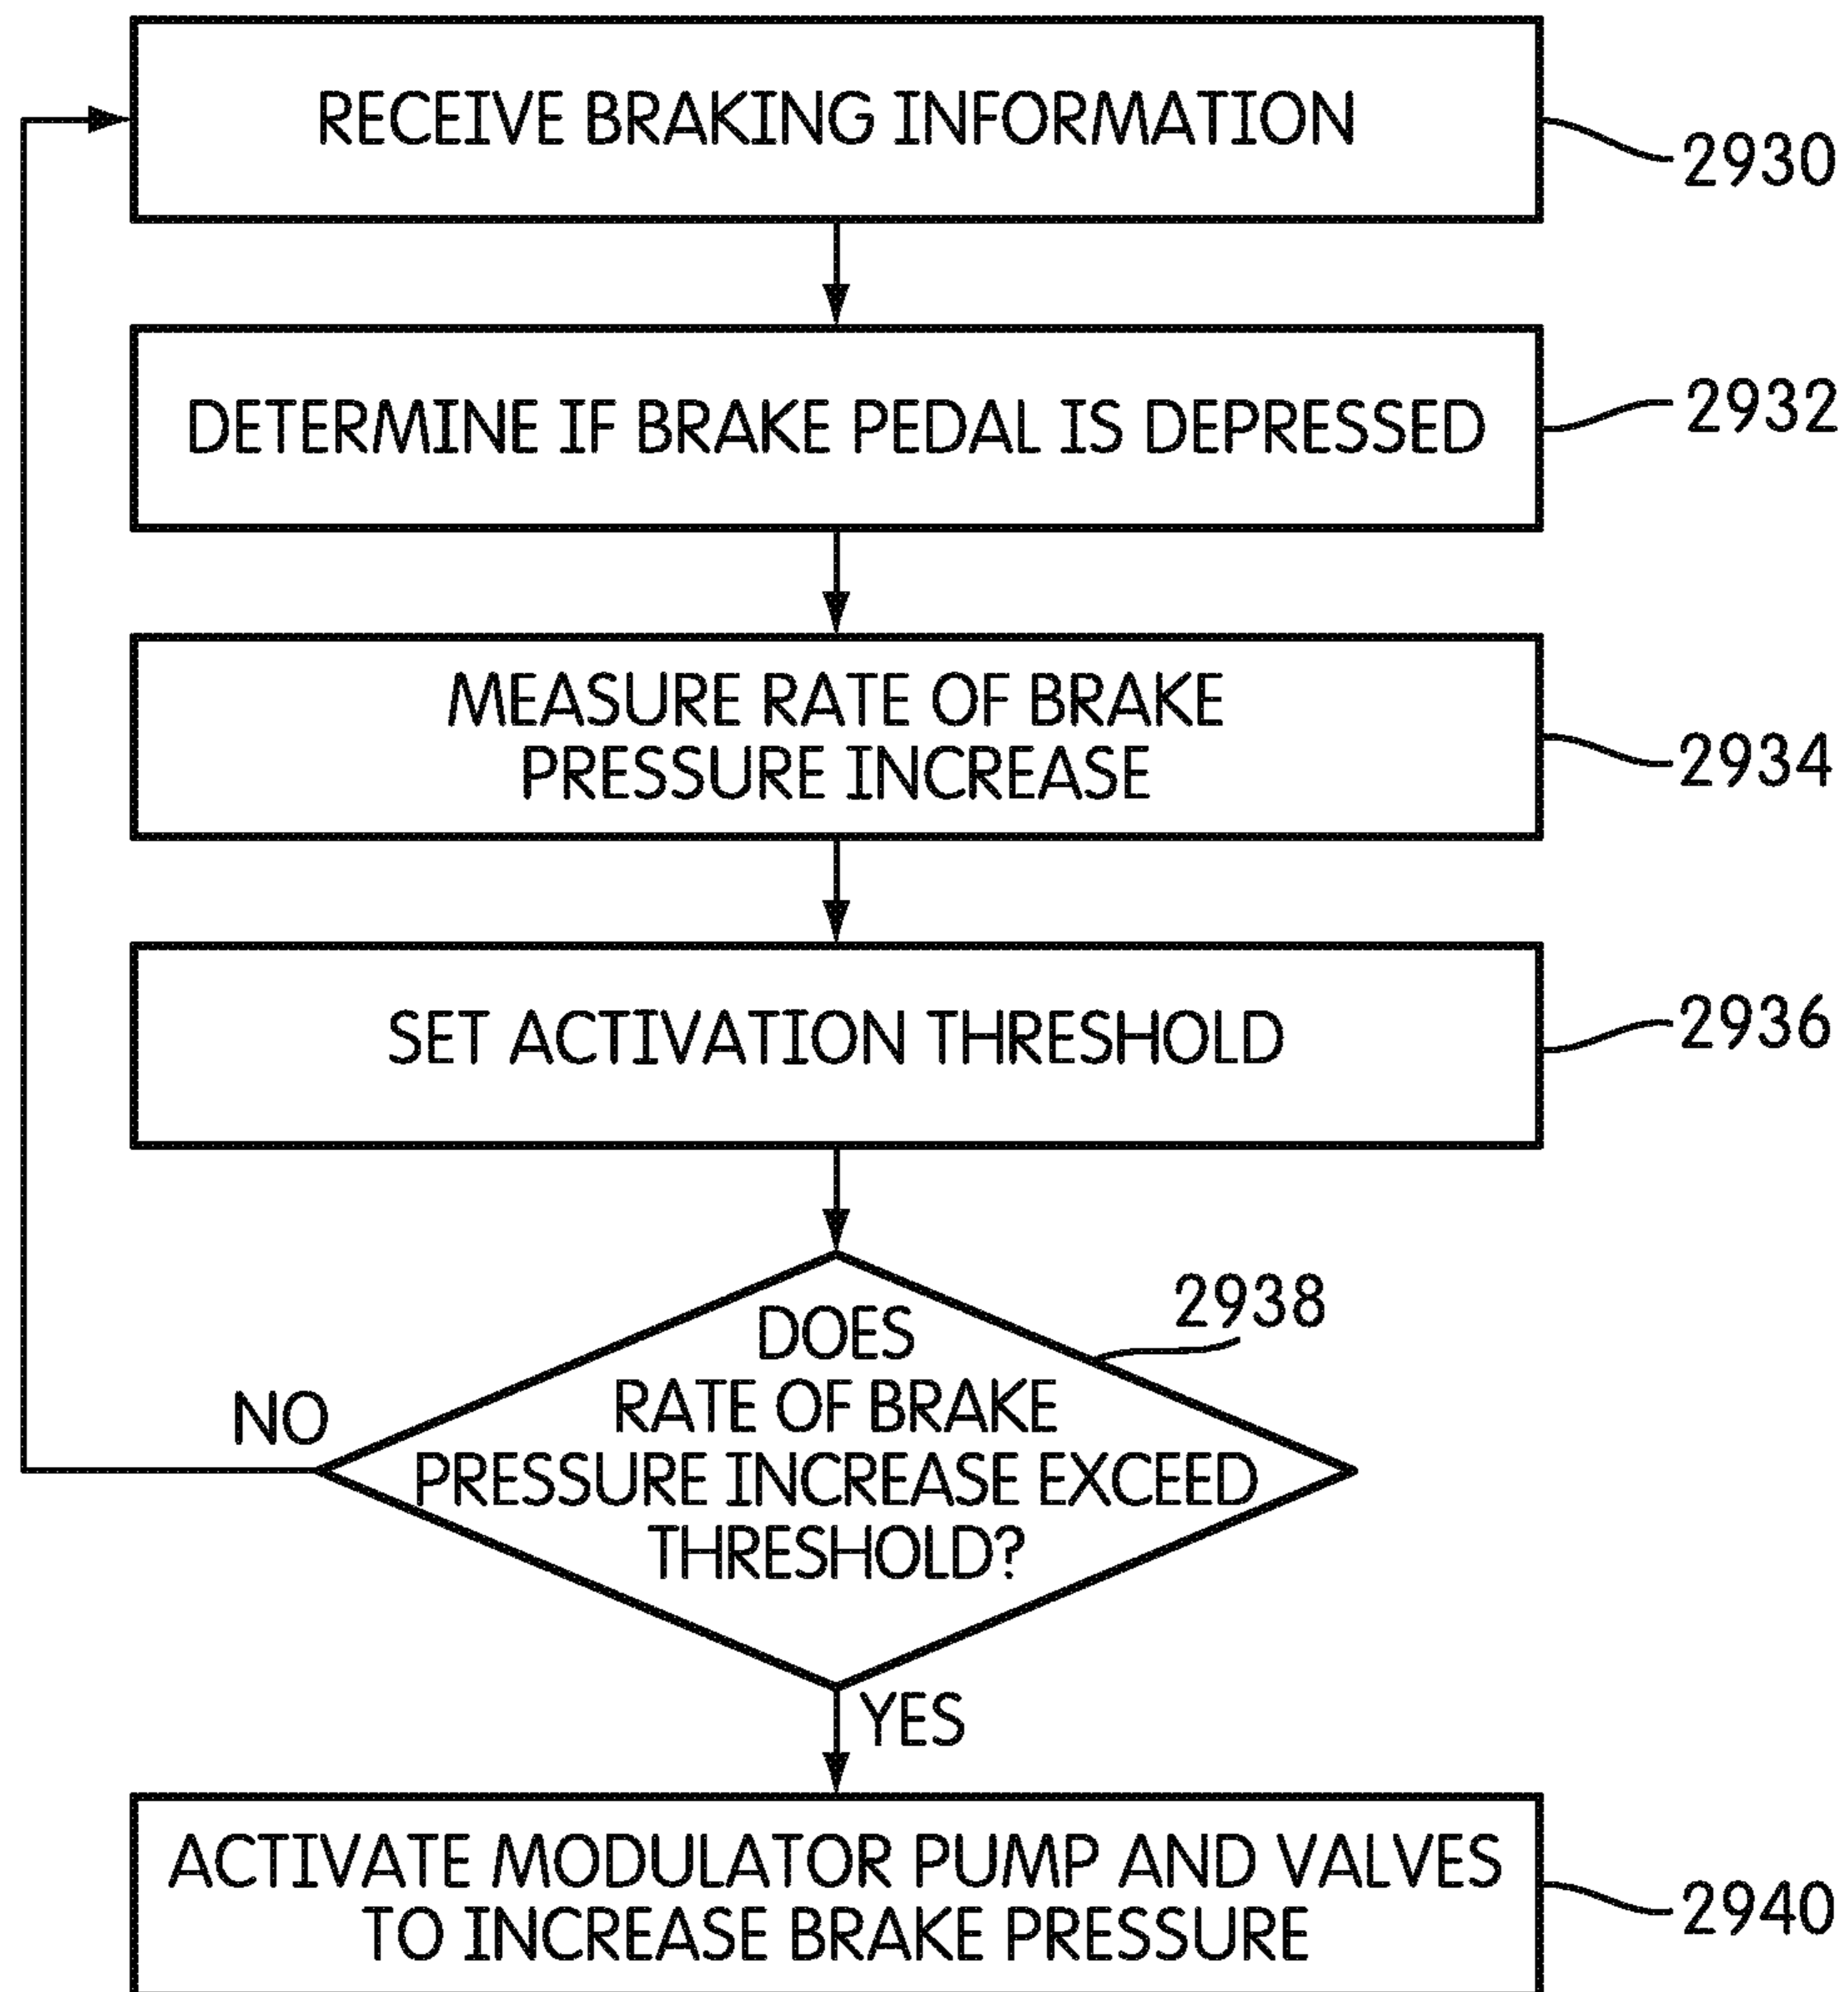 RECEIVE BRAKING INFORMATION
2930
DETERMINE IF BRAKE PEDAL IS DEPRESSED
2932
MEASURE RATE OF BRAKE
PRESSURE INCREASE
2934
SET ACTIVATION THRESHOLD
2936
2938
DOES
RATE OF BRAKE
PRESSURE INCREASE EXCEED
THRESHOLD?
NO
YES
ACTIVATE MODULATOR PUMP AND VALVES
TO INCREASE BRAKE PRESSURE
2940